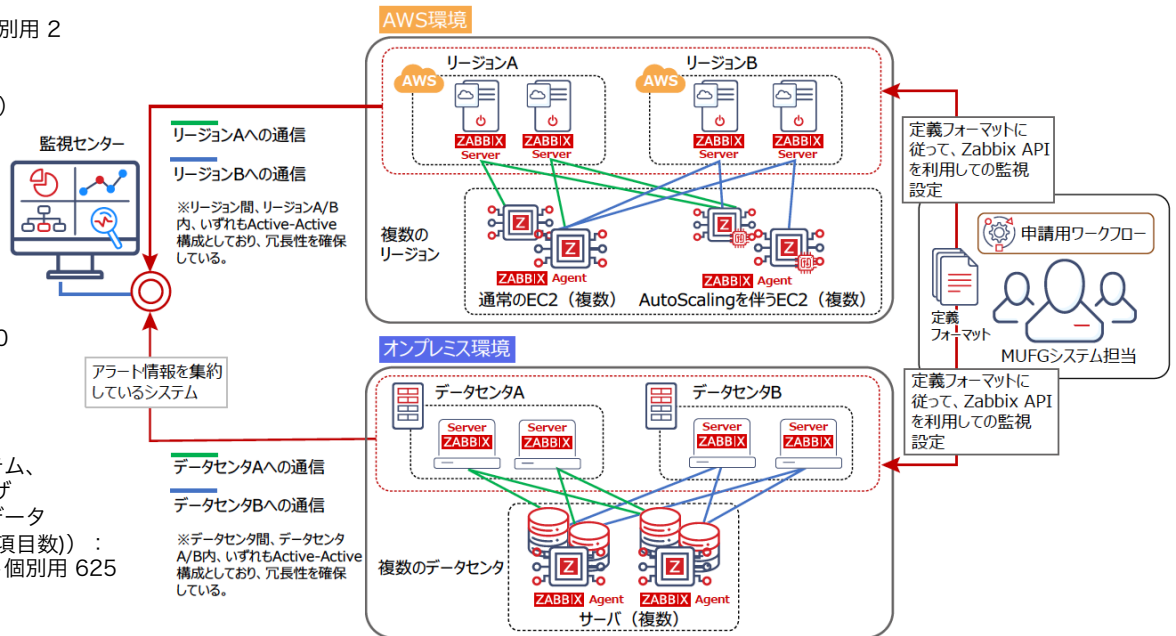 別用 2
)
0
テム、
ザ
データ
項目数)）：
個別用 625
監視センター
リージョンAへの通信
リージョンBへの通信
※リージョン間、リージョンA/B
内、いずれもActive-Active
構成としており、冗長性を確保
している。
アラート情報を集約
しているシステム
データセンタAへの通信
データセンタBへの通信
※データセンタ間、データセンタ
A/B内、いずれもActive-Active
構成としており、冗長性を確保
している。
AWS環境
リージョンA
リージョンB
AWS
AWS
ZABBIX
Server
ZABBIX
Server
ZABBIX
Server
ZABBIX
Server
複数の
リージョン
Z
Z
Z
Z
ZABBIX Agent
ZABBIX Agent
通常のEC2（複数）
AutoScalingを伴うEC2（複数）
オンプレミス環境
データセンタA
データセンタB
Server
ZABBIX
Server
ZABBIX
Server
ZABBIX
Server
ZABBIX
複数のデータセンタ
Z
Z
ZABBIX Agent
ZABBIX Agent
サーバ（複数）
定義フォーマットに
従って、Zabbix API
を利用しての監視
設定
申請用ワークフロー
定義
フォーマット
MUFGシステム担当
定義フォーマットに
従って、Zabbix API
を利用しての監視
設定